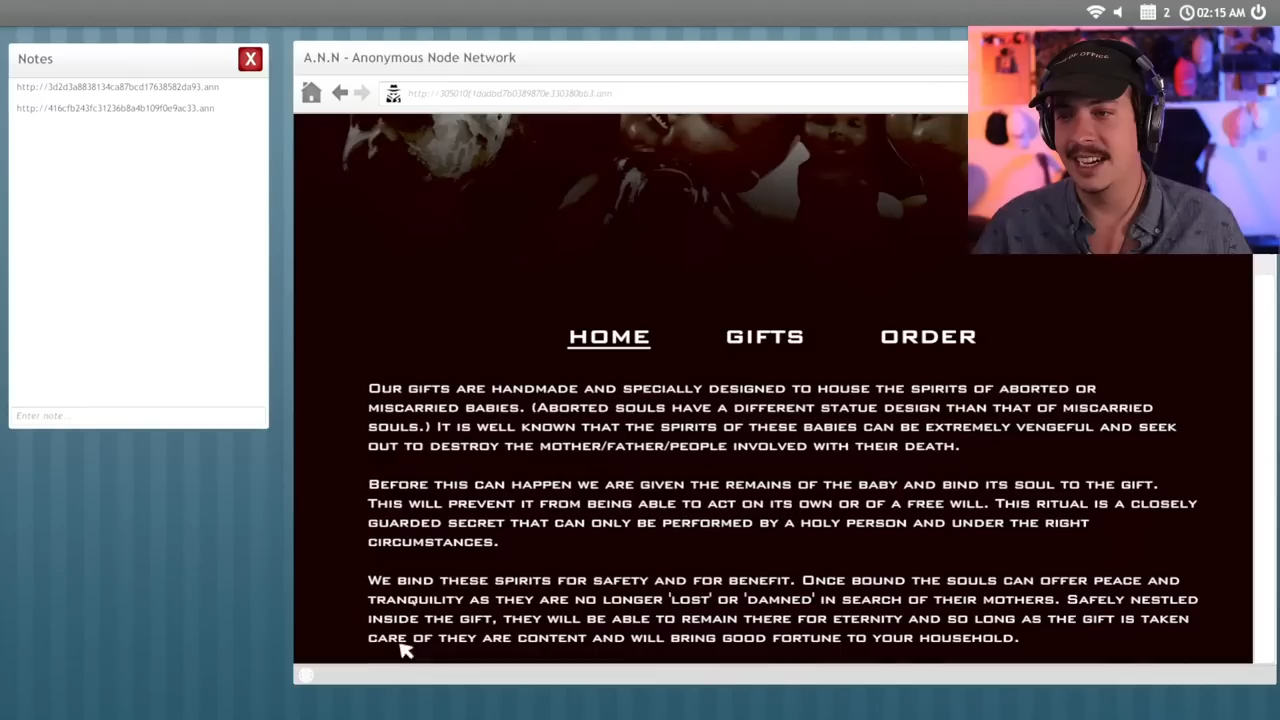 2 02:15 AM
Notes
X
http://3d2d3a8838134ca87bcd17638582da93.ann
http://416cfb243fc31236b8a4b109f0e9ac33.ann
Enter note...
A.N.N - Anonymous Node Network
http://305010f1dadbd7b0389870e330380bb3.ann
OF OFFICE
HOME GIFTS ORDER
Our gifts are handmade and specially designed to house the spirits of aborted or
miscarried babies. (Aborted souls have a different statue design than that of miscarried
souls.) It is well known that the spirits of these babies can be extremely vengeful and seek
out to destroy the mother/father/people involved with their death.
Before this can happen we are given the remains of the baby and bind its soul to the gift.
This will prevent it from being able to act on its own or of a free will. This ritual is a closely
guarded secret that can only be performed by a holy person and under the right
circumstances.
We bind these spirits for safety and for benefit. Once bound the souls can offer peace and
tranquility as they are no longer 'lost' or 'damned' in search of their mothers. Safely nestled
inside the gift, they will be able to remain there for eternity and so long as the gift is taken
care of they are content and will bring good fortune to your household.